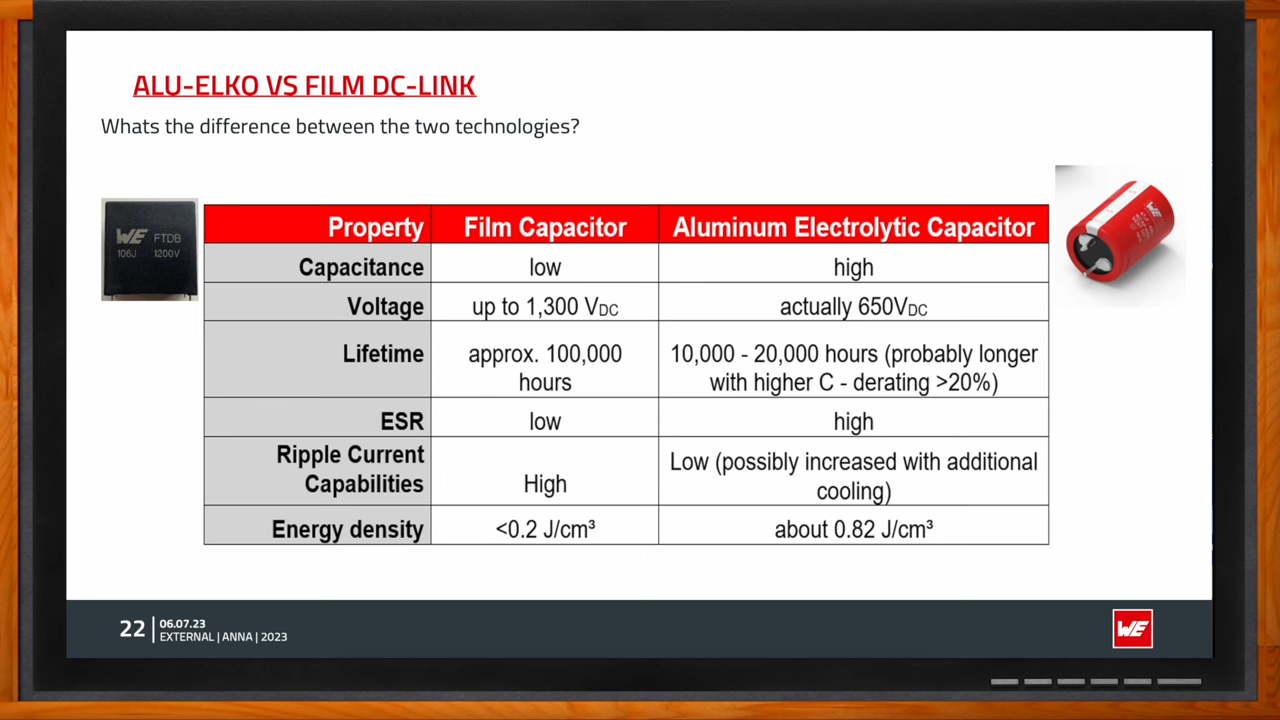 ALU-ELKO VS FILM DC-LINK
Whats the difference between the two technologies?
WE FTDB
106J 1200V
Property Film Capacitor Aluminum Electrolytic Capacitor
Capacitance low high
Voltage up to 1,300 VDC actually 650VDC
Lifetime approx. 100,000 hours 10,000 - 20,000 hours (probably longer with higher C - derating >20%)
ESR low high
Ripple Current Capabilities High Low (possibly increased with additional cooling)
Energy density <0.2 J/cm³ about 0.82 J/cm³
WE
22 06.07.23
EXTERNAL | ANNA | 2023
WE